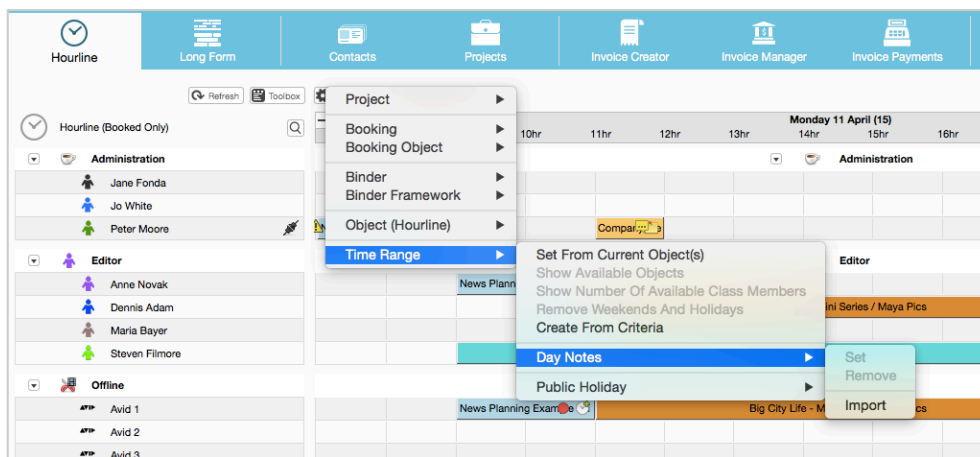 Hourline
Long Form
Contacts
Projects
Invoice Creator
Invoice Manager
Invoice Payments
Refresh
Toolbox
Hourline (Booked Only)
Monday 11 April (15)
10hr 11hr 12hr 13hr 14hr 15hr 16hr
Administration
Administration
Jane Fonda
Jo White
Peter Moore
Editor
Editor
Anne Novak
News Plann
Dennis Adam
ini Series / Maya Pics
Maria Bayer
Steven Filmore
Offline
Avid 1
News Planning Example
Big City Life - M
cs
Avid 2
Avid 3
Project
Booking
Booking Object
Binder
Binder Framework
Object (Hourline)
Time Range
Set From Current Object(s)
Show Available Objects
Show Number Of Available Class Members
Remove Weekends And Holidays
Create From Criteria
Day Notes
Public Holiday
Set
Remove
Import